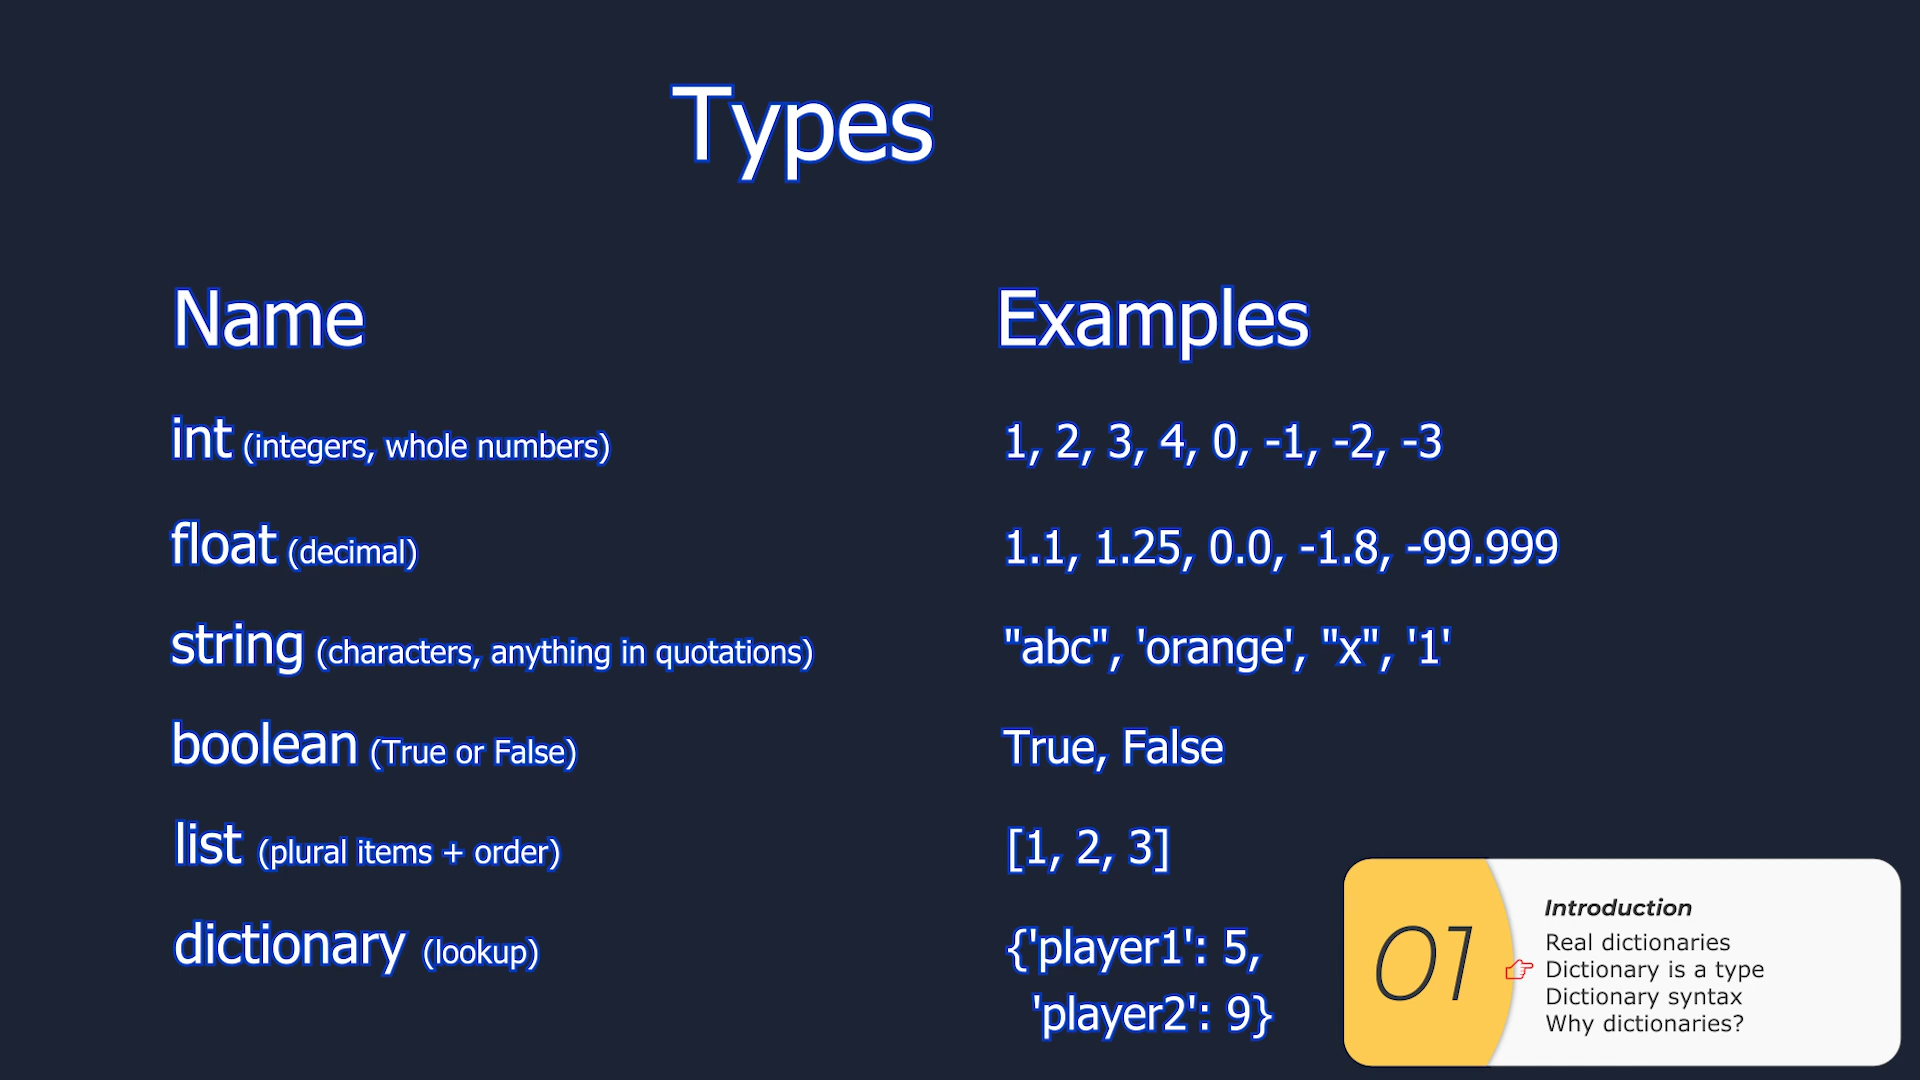 Types
Name Examples
int (integers, whole numbers) 1, 2, 3, 4, 0, -1, -2, -3
float (decimal) 1.1, 1.25, 0.0, -1.8, -99.999
string (characters, anything in quotations) "abc", 'orange', "x", '1'
boolean (True or False) True, False
list (plural items + order) [1, 2, 3]
dictionary (lookup) {'player1': 5,
'player2': 9}
01
Introduction
Real dictionaries
Dictionary is a type
Dictionary syntax
Why dictionaries?